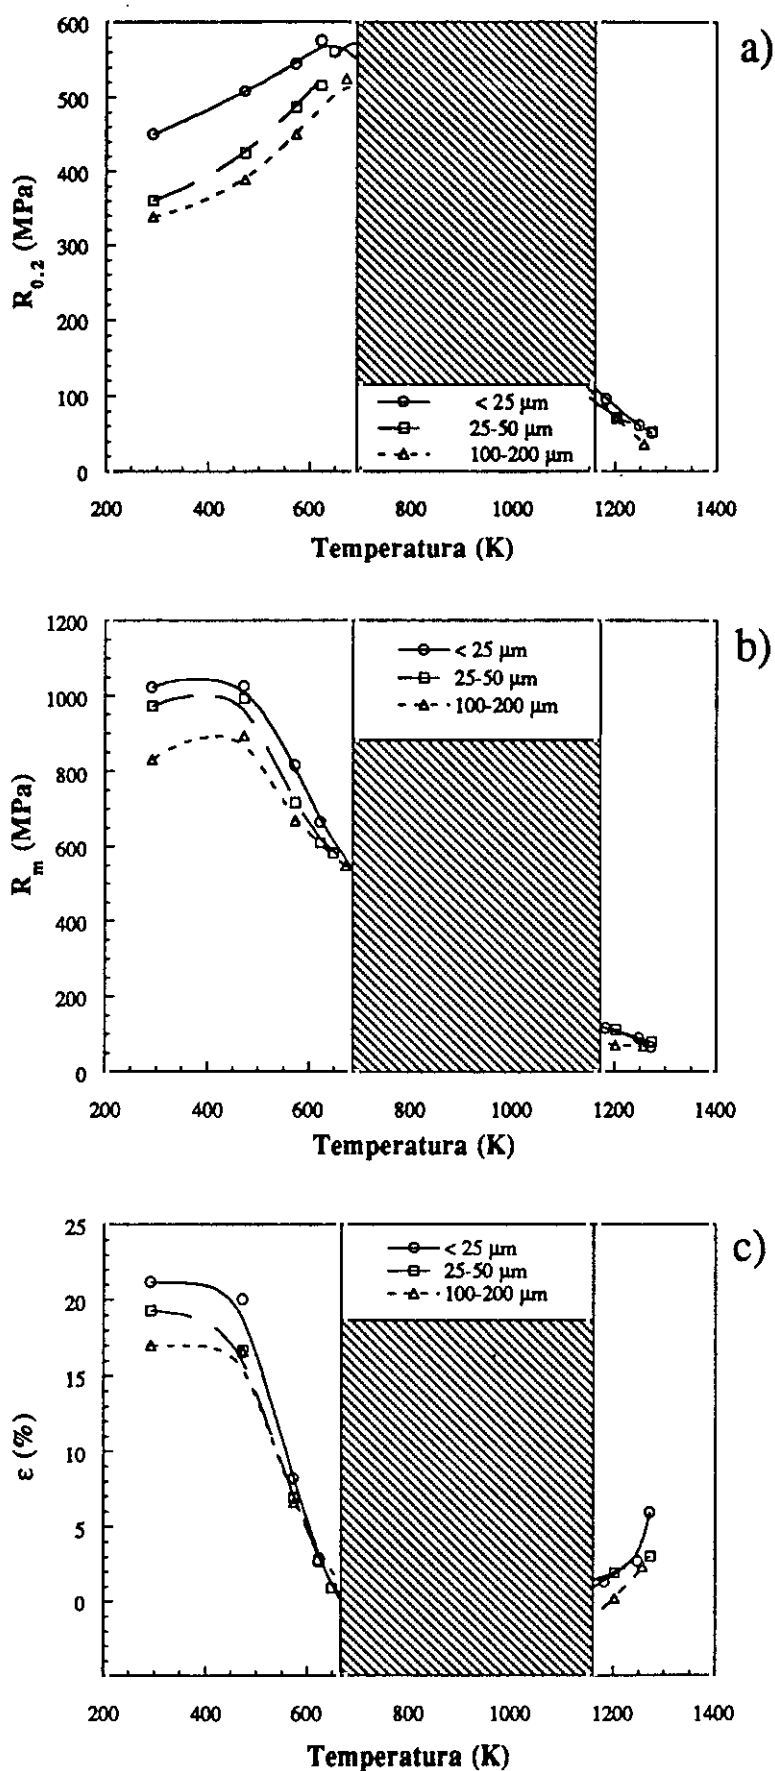 a)
600
500
400
300
200
100
0
R0.2 (MPa)
< 25 µm
25-50 µm
100-200 µm
200 400 600 800 1000 1200 1400
Temperatura (K)
b)
1200
1000
800
600
400
200
0
Rm (MPa)
< 25 µm
25-50 µm
100-200 µm
200 400 600 800 1000 1200 1400
Temperatura (K)
c)
25
20
15
10
5
0
ε (%)
< 25 µm
25-50 µm
100-200 µm
200 400 600 800 1000 1200 1400
Temperatura (K)